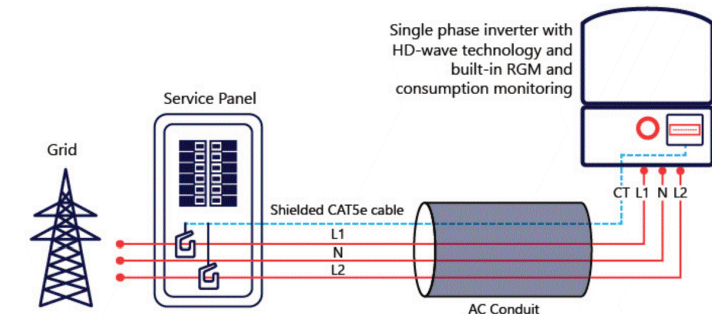 Single phase inverter with
HD-wave technology and
built-in RGM and
consumption monitoring
Service Panel
Grid
CT L1 N L2
Shielded CAT5e cable
L1
N
L2
AC Conduit